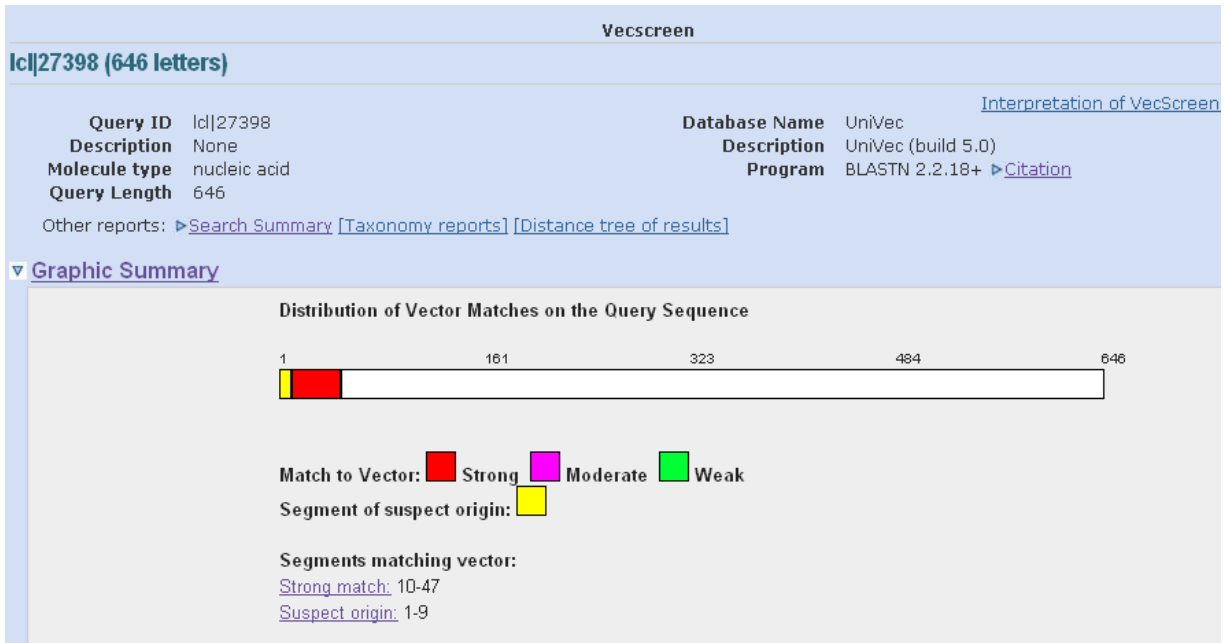 Vecscreen
lcl|27398 (646 letters)
Interpretation of VecScreen
Query ID lcl|27398 Database Name UniVec
Description None Description UniVec (build 5.0)
Molecule type nucleic acid Program BLASTN 2.2.18+ ▶Citation
Query Length 646
Other reports: ▶Search Summary [Taxonomy reports] [Distance tree of results]
▼ Graphic Summary
Distribution of Vector Matches on the Query Sequence
1 161 323 484 646
Match to Vector: Strong Moderate Weak
Segment of suspect origin:
Segments matching vector:
Strong match: 10-47
Suspect origin: 1-9